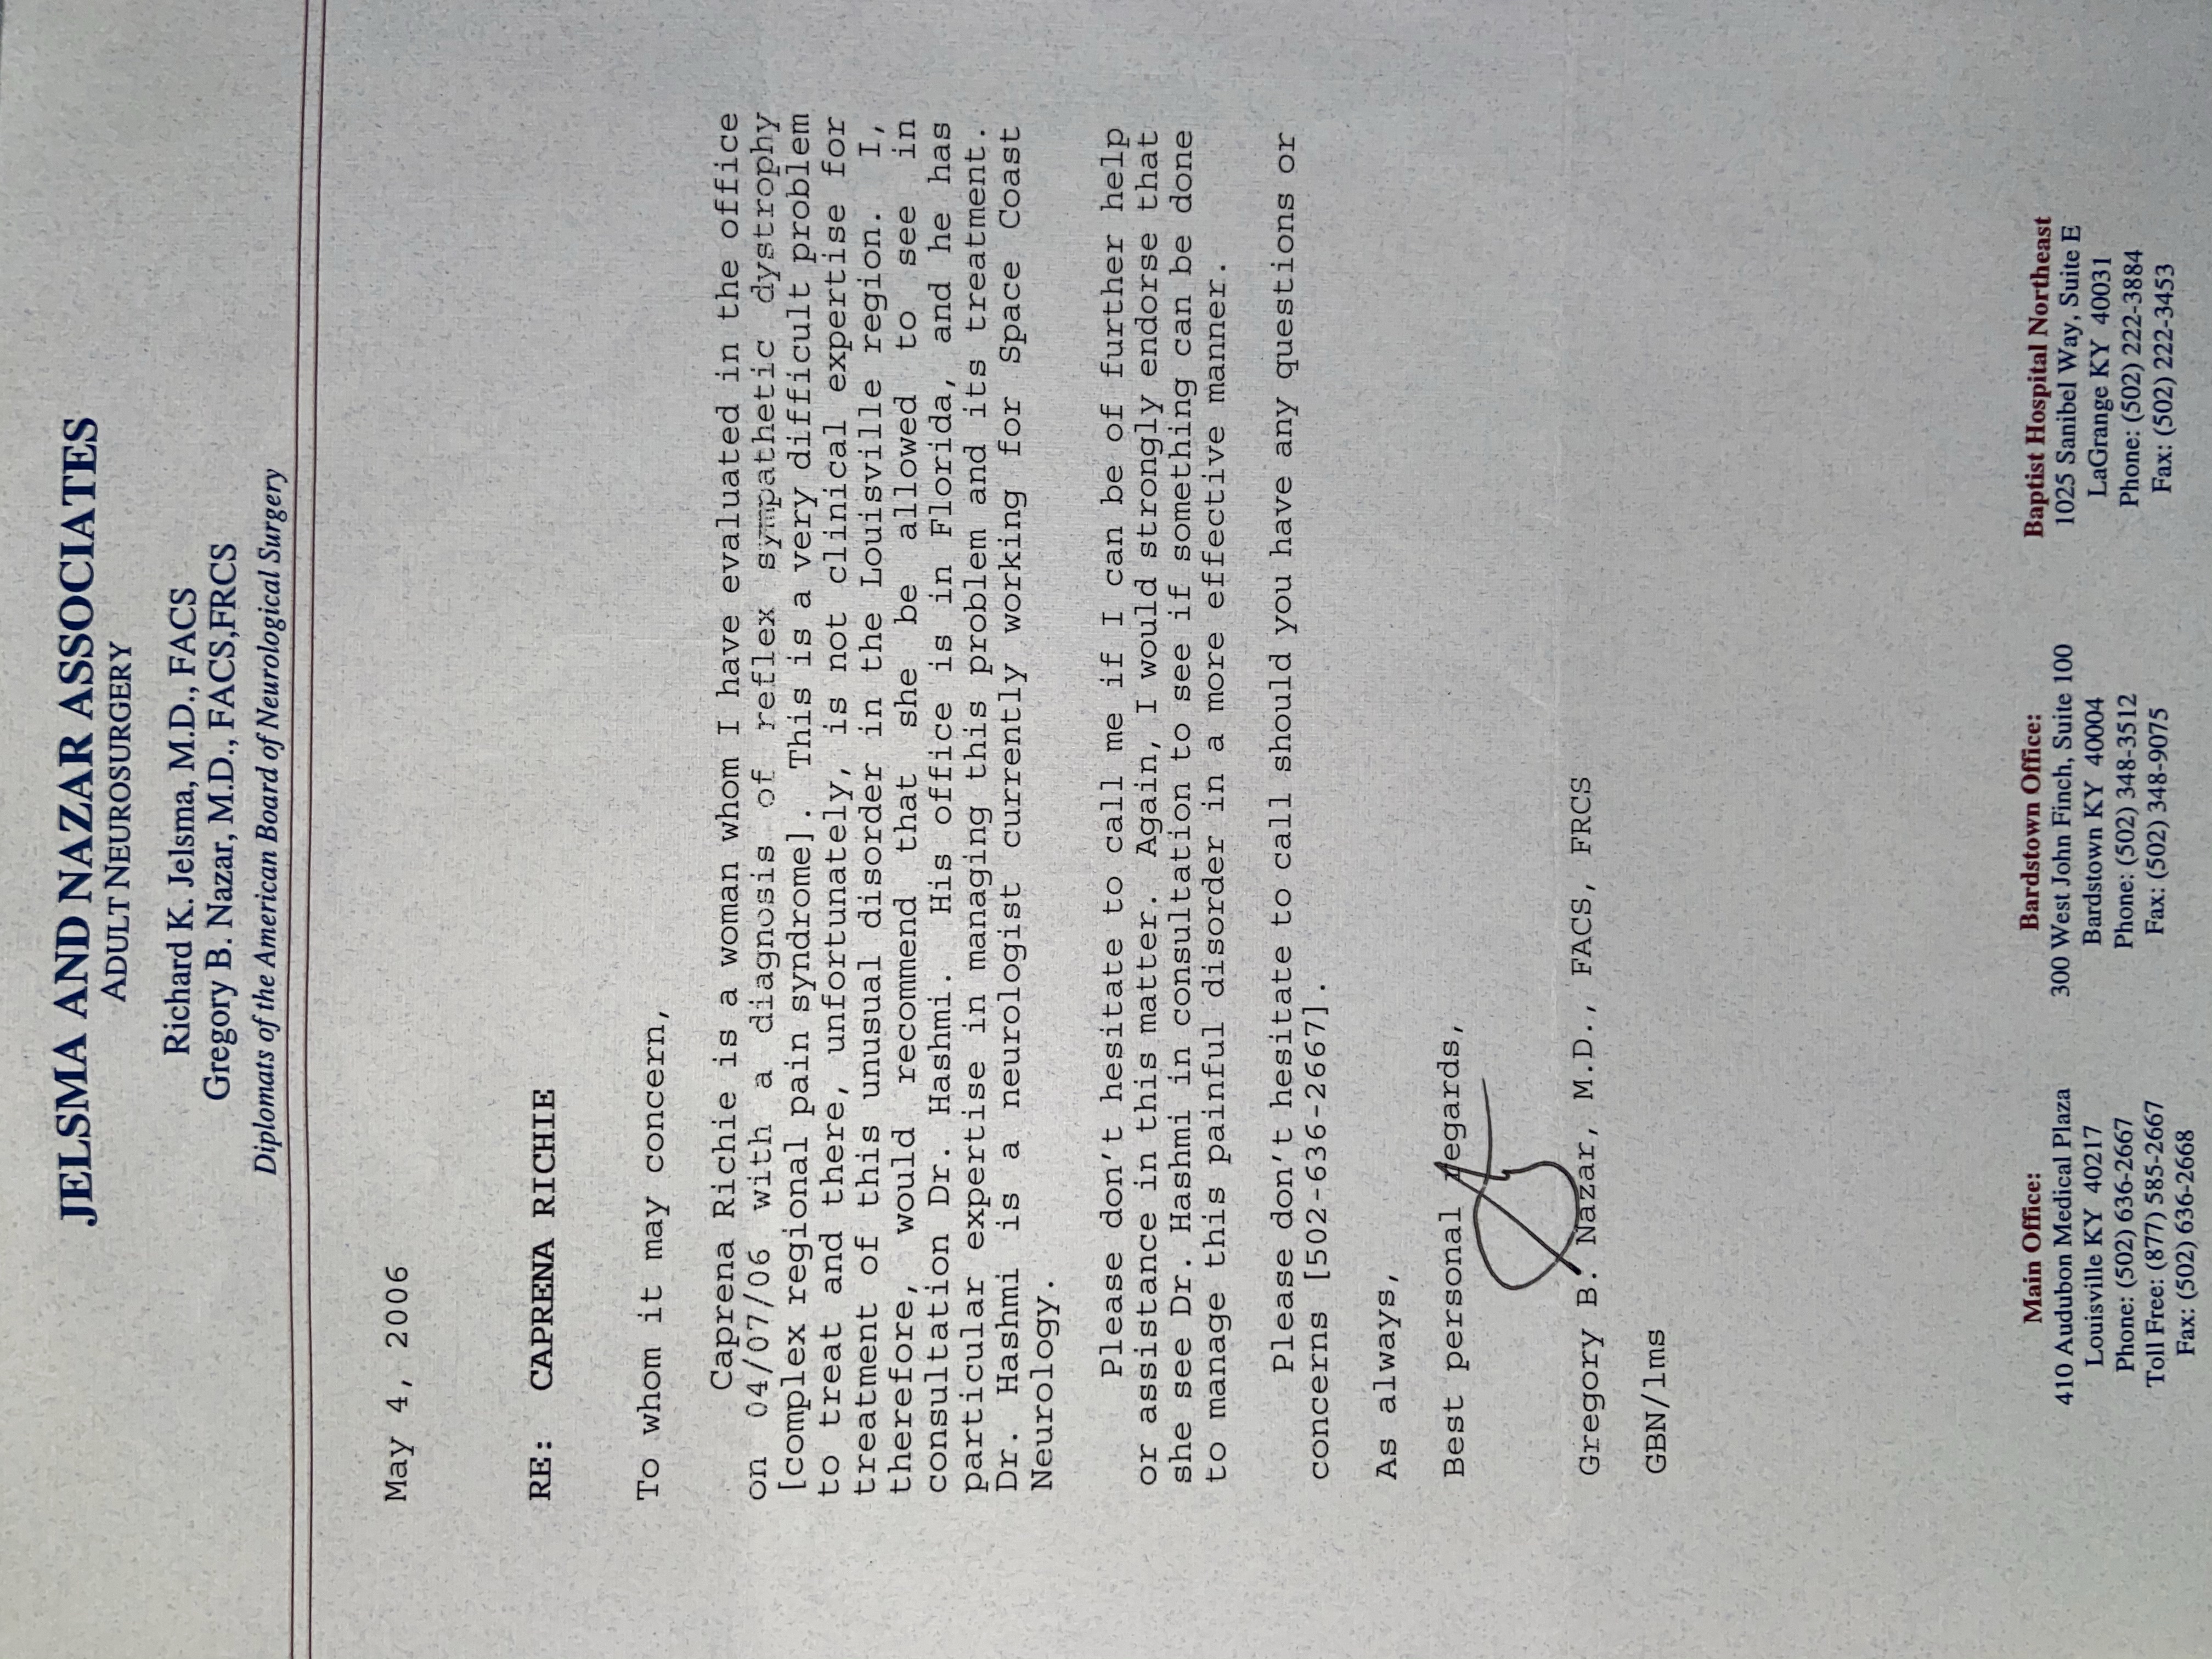 JELSMA AND NAZAR ASSOCIATES
ADULT NEUROSURGERY
Richard K. Jelsma, M.D., FACS
Gregory B. Nazar, M.D., FACS,FRCS
Diplomats of the American Board of Neurological Surgery
May 4, 2006
RE: CAPRENA RICHIE
To whom it may concern,
Caprena Richie is a woman whom I have evaluated in the office
on 04/07/06 with a diagnosis of reflex sympathetic dystrophy
[complex regional pain syndrome]. This is a very difficult problem
to treat and there, unfortunately, is not clinical expertise for
treatment of this unusual disorder in the Louisville region. I,
therefore, would recommend that she be allowed to see in
consultation Dr. Hashmi. His office is in Florida, and he has
particular expertise in managing this problem and its treatment.
Dr. Hashmi is a neurologist currently working for Space Coast
Neurology.
Please don't hesitate to call me if I can be of further help
or assistance in this matter. Again, I would strongly endorse that
she see Dr. Hashmi in consultation to see if something can be done
to manage this painful disorder in a more effective manner.
Please don't hesitate to call should you have any questions or
concerns [502-636-2667].
As always,
Best personal regards,
Gregory B. Nazar, M.D., FACS, FRCS
GBN/lms
Main Office:
410 Audubon Medical Plaza
Louisville KY 40217
Phone: (502) 636-2667
Toll Free: (877) 585-2667
Fax: (502) 636-2668
Bardstown Office:
300 West John Finch, Suite 100
Bardstown KY 40004
Phone: (502) 348-3512
Fax: (502) 348-9075
Baptist Hospital Northeast
1025 Sanibel Way, Suite E
LaGrange KY 40031
Phone: (502) 222-3884
Fax: (502) 222-3453